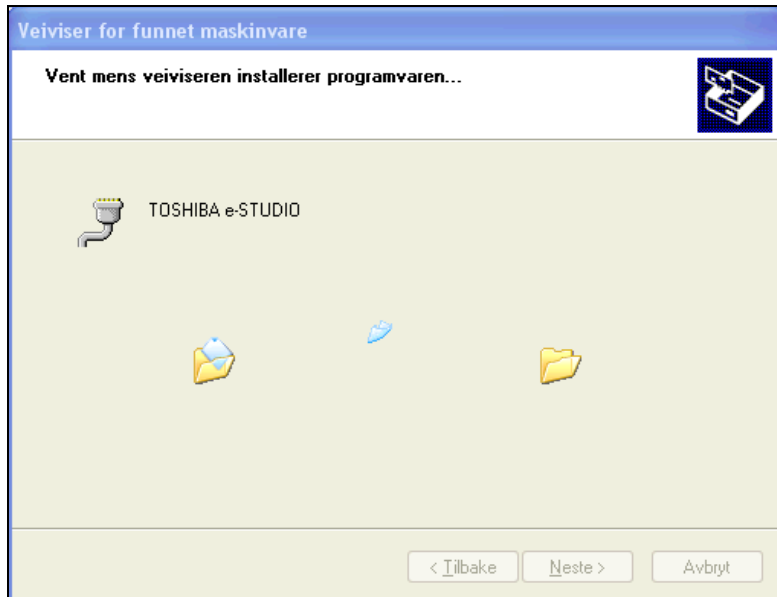 Veiviser for funnet maskinvare
Vent mens veiviseren installerer programvaren...
TOSHIBA e-STUDIO
< Tilbake
Neste >
Avbryt